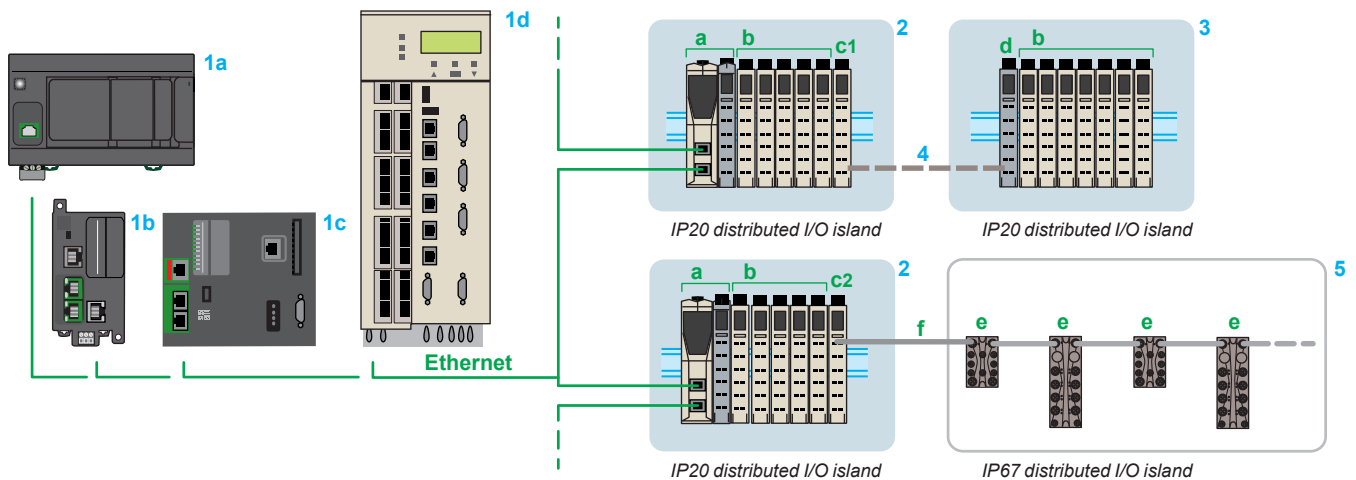 1a
1b
1c
1d
Ethernet
2
a
b
c1
IP20 distributed I/O island
4
3
d
b
IP20 distributed I/O island
2
a
b
c2
IP20 distributed I/O island
f
5
e
e
e
e
IP67 distributed I/O island